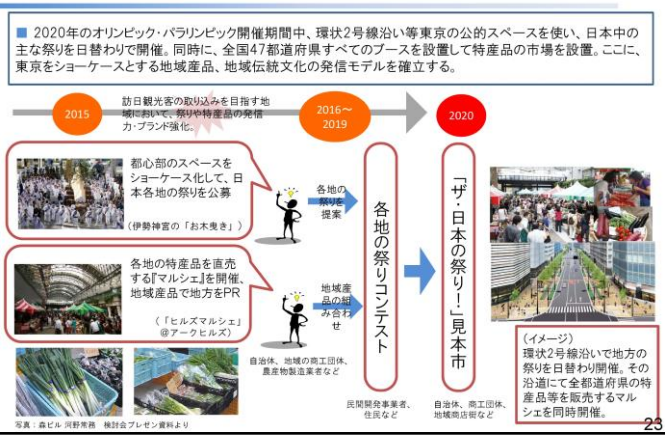 ■ 2020年のオリンピック・パラリンピック開催期間中、環状2号線沿い等東京の公的スペースを使い、日本中の
主な祭りを日替わりで開催。同時に、全国47都道府県すべてのブースを設置して特産品の市場を設置。ここに、
東京をショーケースとする地域産品、地域伝統文化の発信モデルを確立する。
2015
訪日観光客の取り込みを目指す地
域において、祭りや特産品の発信
力・ブランド強化。
2016～
2019
2020
都心部のスペースを
ショーケース化して、日
本各地の祭りを公募
(伊勢神宮の「お木曳き」)
各地の
祭りを
提案
各地の特産品を直売
する『マルシェ』を開催、
地域産品で地方をPR
(「ヒルズマルシェ」
@アークヒルズ)
地域産
品の組
み合わ
せ
自治体、地域の商工団体、
農産物製造業者など
各地の祭りコンテスト
民間開発事業者、
住民など
「ザ・日本の祭り！」見本市
自治体、商工団体、
地域商店街など
(イメージ)
環状2号線沿いで地方の
祭りを日替わり開催。その
沿道にて全都道府県の特
産品等を販売するマル
シェを同時開催。
写真：森ビル 河野常務 検討会プレゼン資料より
23